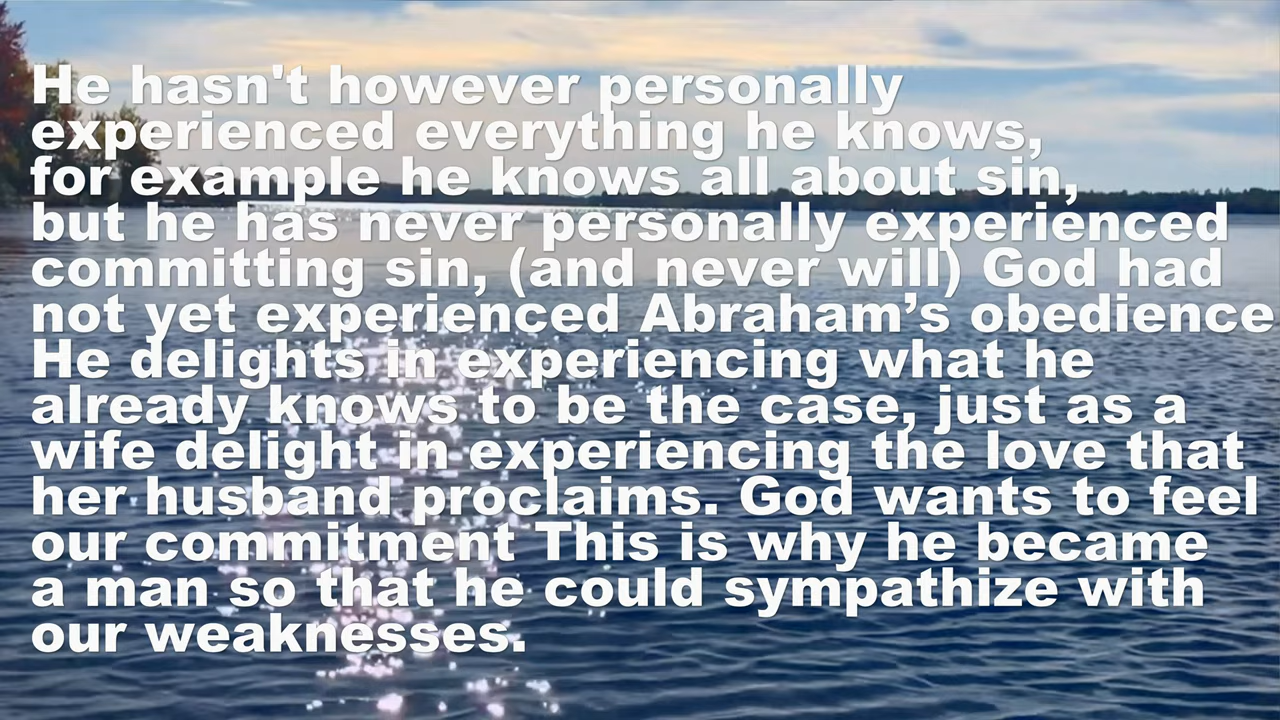 He hasn't however personally
experienced everything he knows,
for example he knows all about sin,
but he has never personally experienced
committing sin, (and never will) God had
not yet experienced Abraham’s obedience
He delights in experiencing what he
already knows to be the case, just as a
wife delight in experiencing the love that
her husband proclaims. God wants to feel
our commitment This is why he became
a man so that he could sympathize with
our weaknesses.